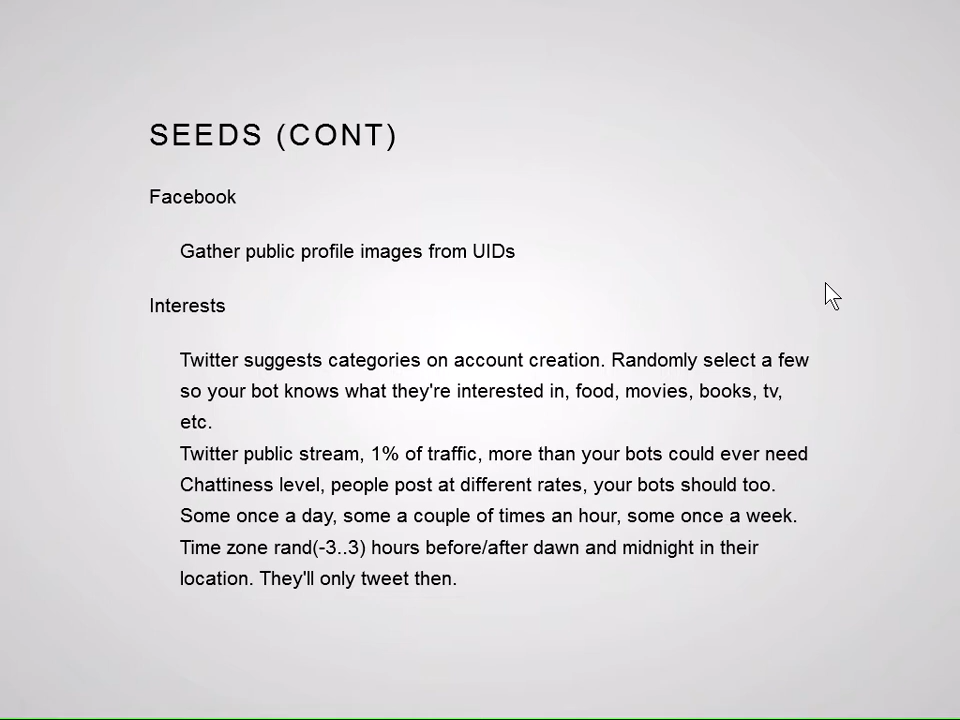 SEEDS (CONT)
Facebook
Gather public profile images from UIDs
Interests
Twitter suggests categories on account creation. Randomly select a few
so your bot knows what they're interested in, food, movies, books, tv,
etc.
Twitter public stream, 1% of traffic, more than your bots could ever need
Chattiness level, people post at different rates, your bots should too.
Some once a day, some a couple of times an hour, some once a week.
Time zone rand(-3..3) hours before/after dawn and midnight in their
location. They'll only tweet then.